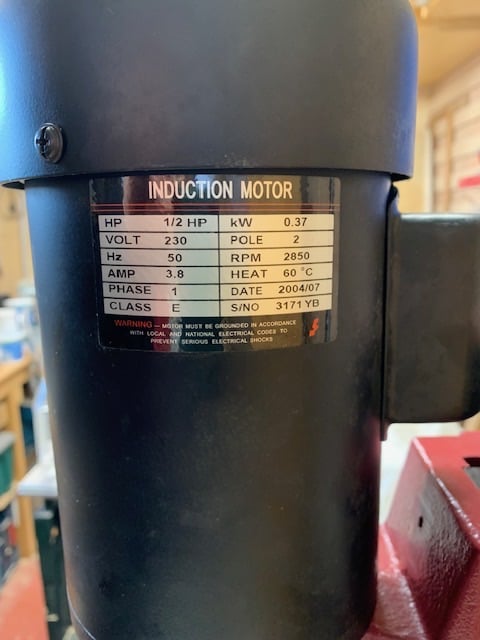 INDUCTION MOTOR
HP 1/2 HP kW 0.37
VOLT 230 POLE 2
Hz 50 RPM 2850
AMP 3.8 HEAT 60 °C
PHASE 1 DATE 2004/07
CLASS E S/NO 3171 YB
WARNING — MOTOR MUST BE GROUNDED IN ACCORDANCE
WITH LOCAL AND NATIONAL ELECTRICAL CODES TO
PREVENT SERIOUS ELECTRICAL SHOCKS